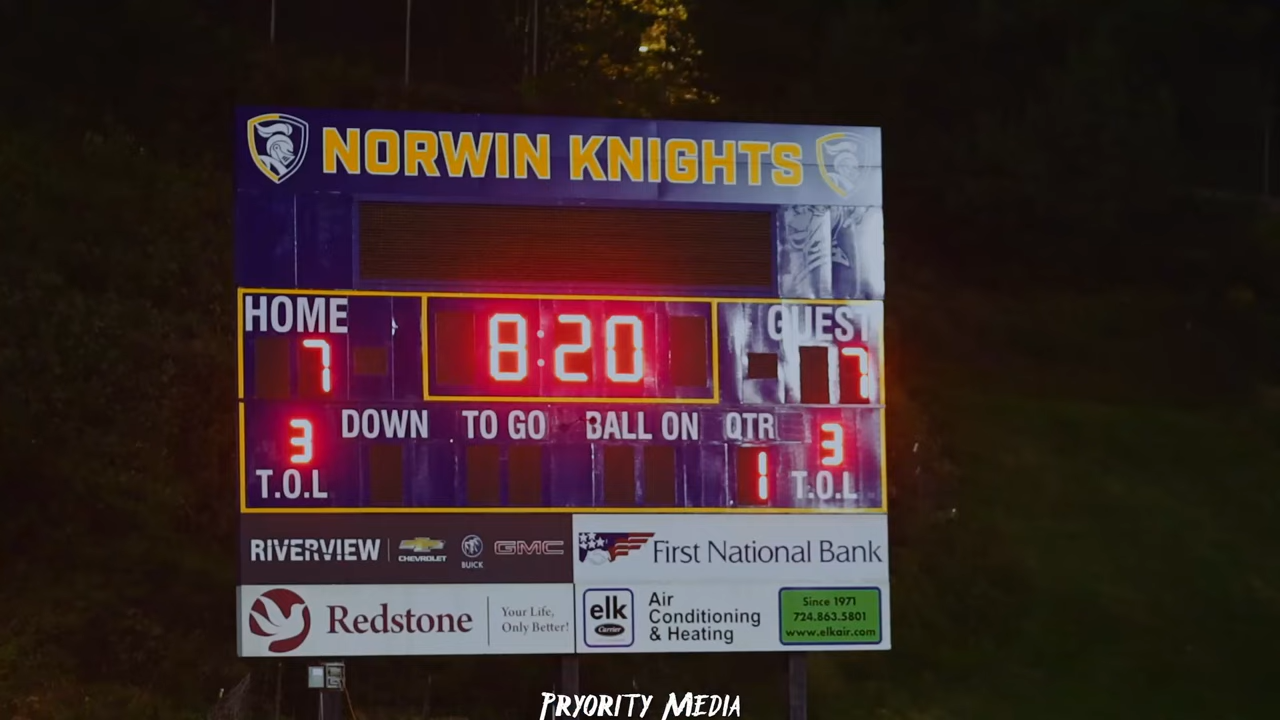 NORWIN KNIGHTS
HOME
8:20
GUEST
7
7
DOWN TO GO BALL ON QTR
3
3
T.O.L
1
T.O.L
RIVERVIEW
CHEVROLET
BUICK
GMC
First National Bank
Redstone
Your Life,
Only Better!
elk
Carrier
Air
Conditioning
& Heating
Since 1971
724.863.5801
www.elkair.com
PRYORITY MEDIA